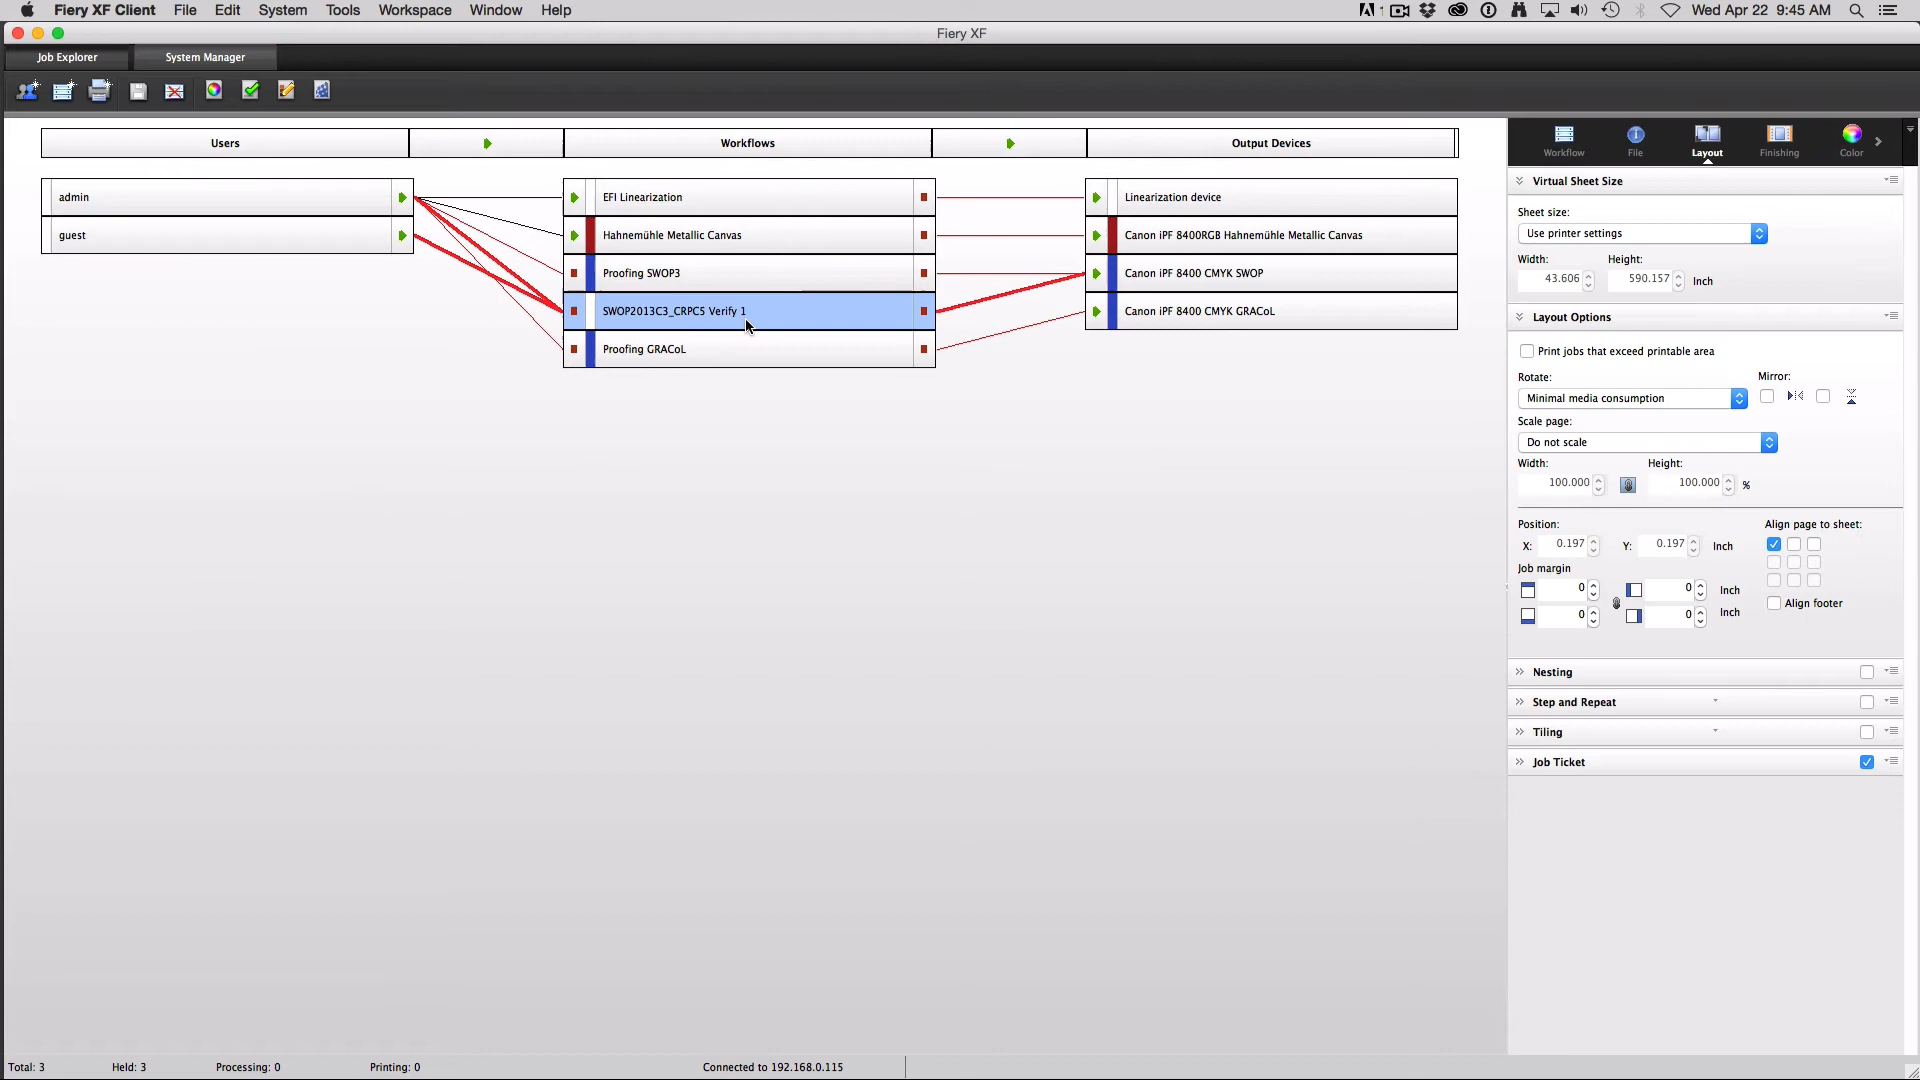 Fiery XF Client File Edit System Tools Workspace Window Help
1
Wed Apr 22 9:45 AM
Fiery XF
Job Explorer System Manager
Users Workflows Output Devices
admin
guest
EFI Linearization
Hahnemühle Metallic Canvas
Proofing SWOP3
SWOP2013C3_CRPC5 Verify 1
Proofing GRACoL
Linearization device
Canon iPF 8400RGB Hahnemühle Metallic Canvas
Canon iPF 8400 CMYK SWOP
Canon iPF 8400 CMYK GRACoL
Workflow File Layout Finishing Color
Virtual Sheet Size
Sheet size:
Use printer settings
Width: Height:
43.606 590.157 Inch
Layout Options
Print jobs that exceed printable area
Rotate: Mirror:
Minimal media consumption
Scale page:
Do not scale
Width: Height:
100.000 100.000 %
Position: Align page to sheet:
X: 0.197 Y: 0.197 Inch
Job margin
0 0 Inch
0 0 Inch
Align footer
Nesting
Step and Repeat
Tiling
Job Ticket
Total: 3 Held: 3 Processing: 0 Printing: 0 Connected to 192.168.0.115